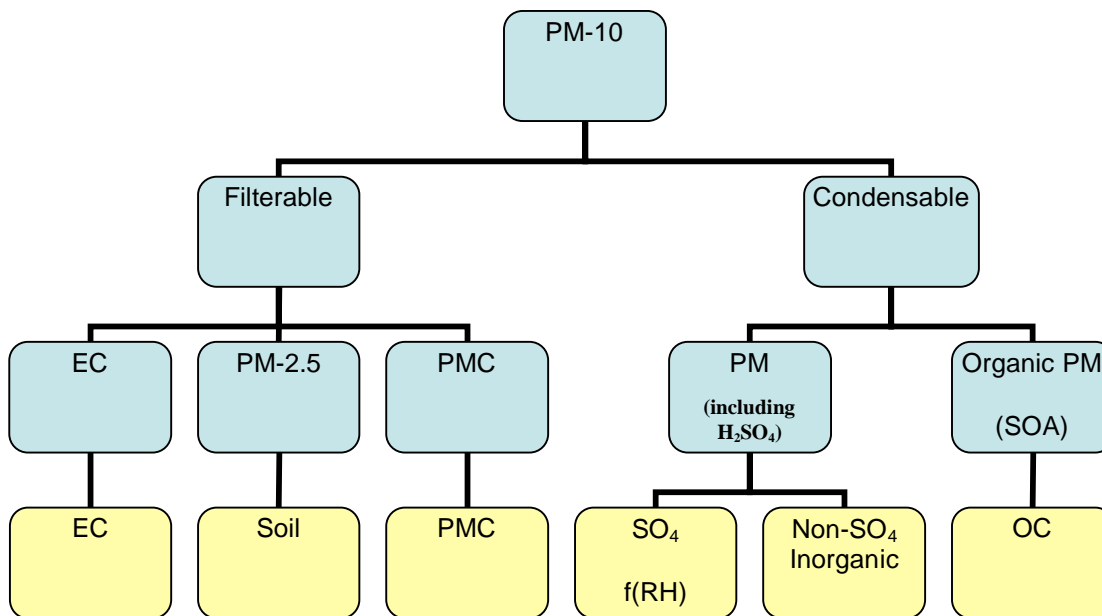 PM-10
Filterable
Condensable
EC
PM-2.5
PMC
PM
(including
H₂SO₄)
Organic PM
(SOA)
EC
Soil
PMC
SO₄
f(RH)
Non-SO₄
Inorganic
OC